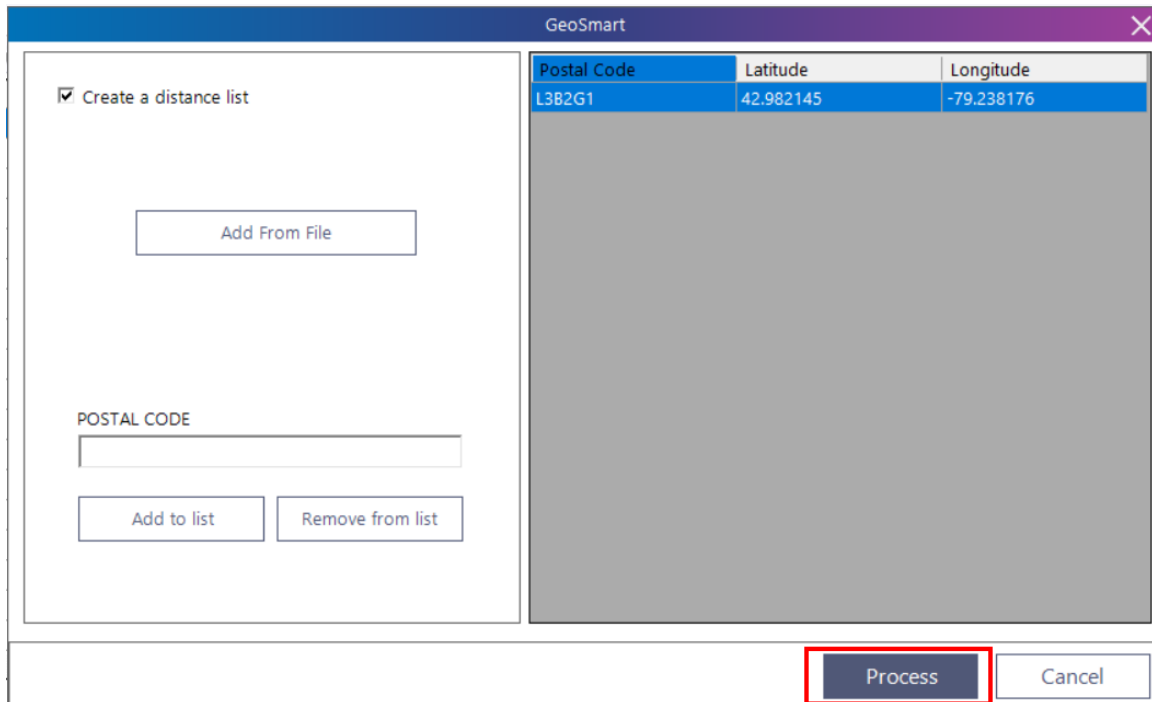 GeoSmart
Create a distance list
Add From File
POSTAL CODE
Add to list Remove from list
Postal Code Latitude Longitude
L3B2G1 42.982145 -79.238176
Process Cancel